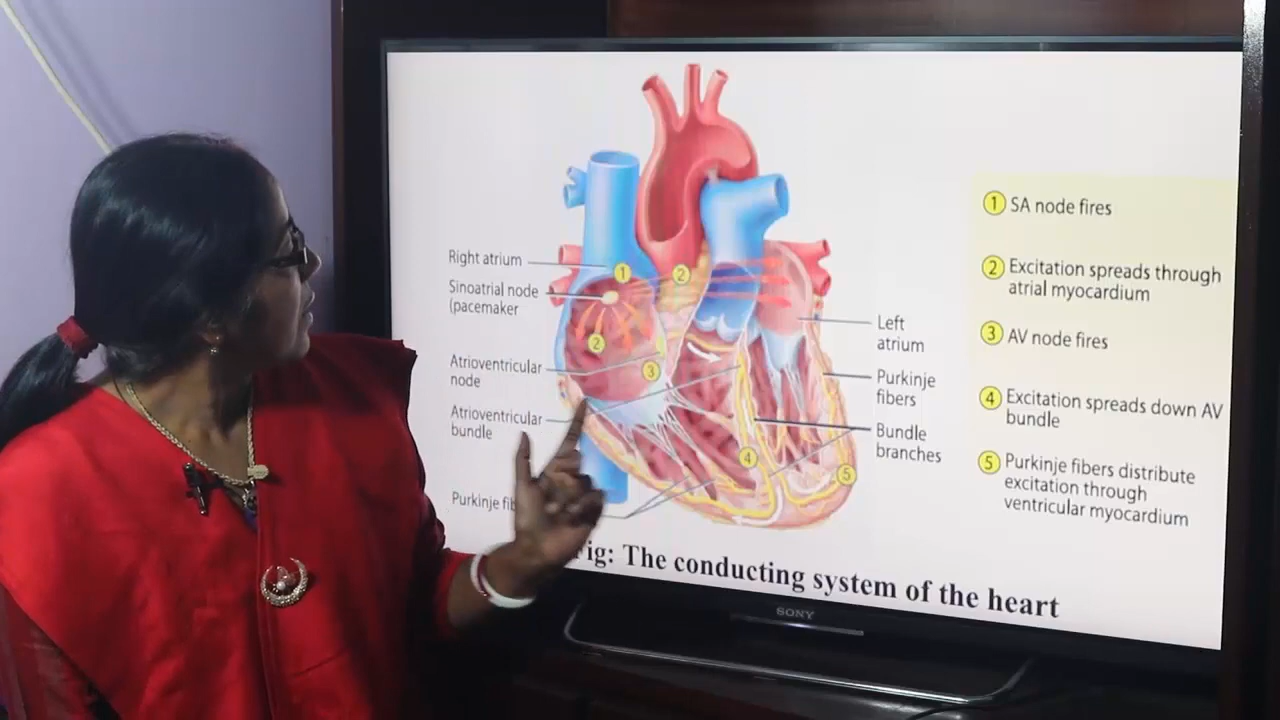 Right atrium
Sinoatrial node
(pacemaker
Atrioventricular
node
Atrioventricular
bundle
Purkinje
1
2
2
3
4
5
Left
atrium
Purkinje
fibers
Bundle
branches
1 SA node fires
2 Excitation spreads through
atrial myocardium
3 AV node fires
4 Excitation spreads down AV
bundle
5 Purkinje fibers distribute
excitation through
ventricular myocardium
Fig: The conducting system of the heart
SONY